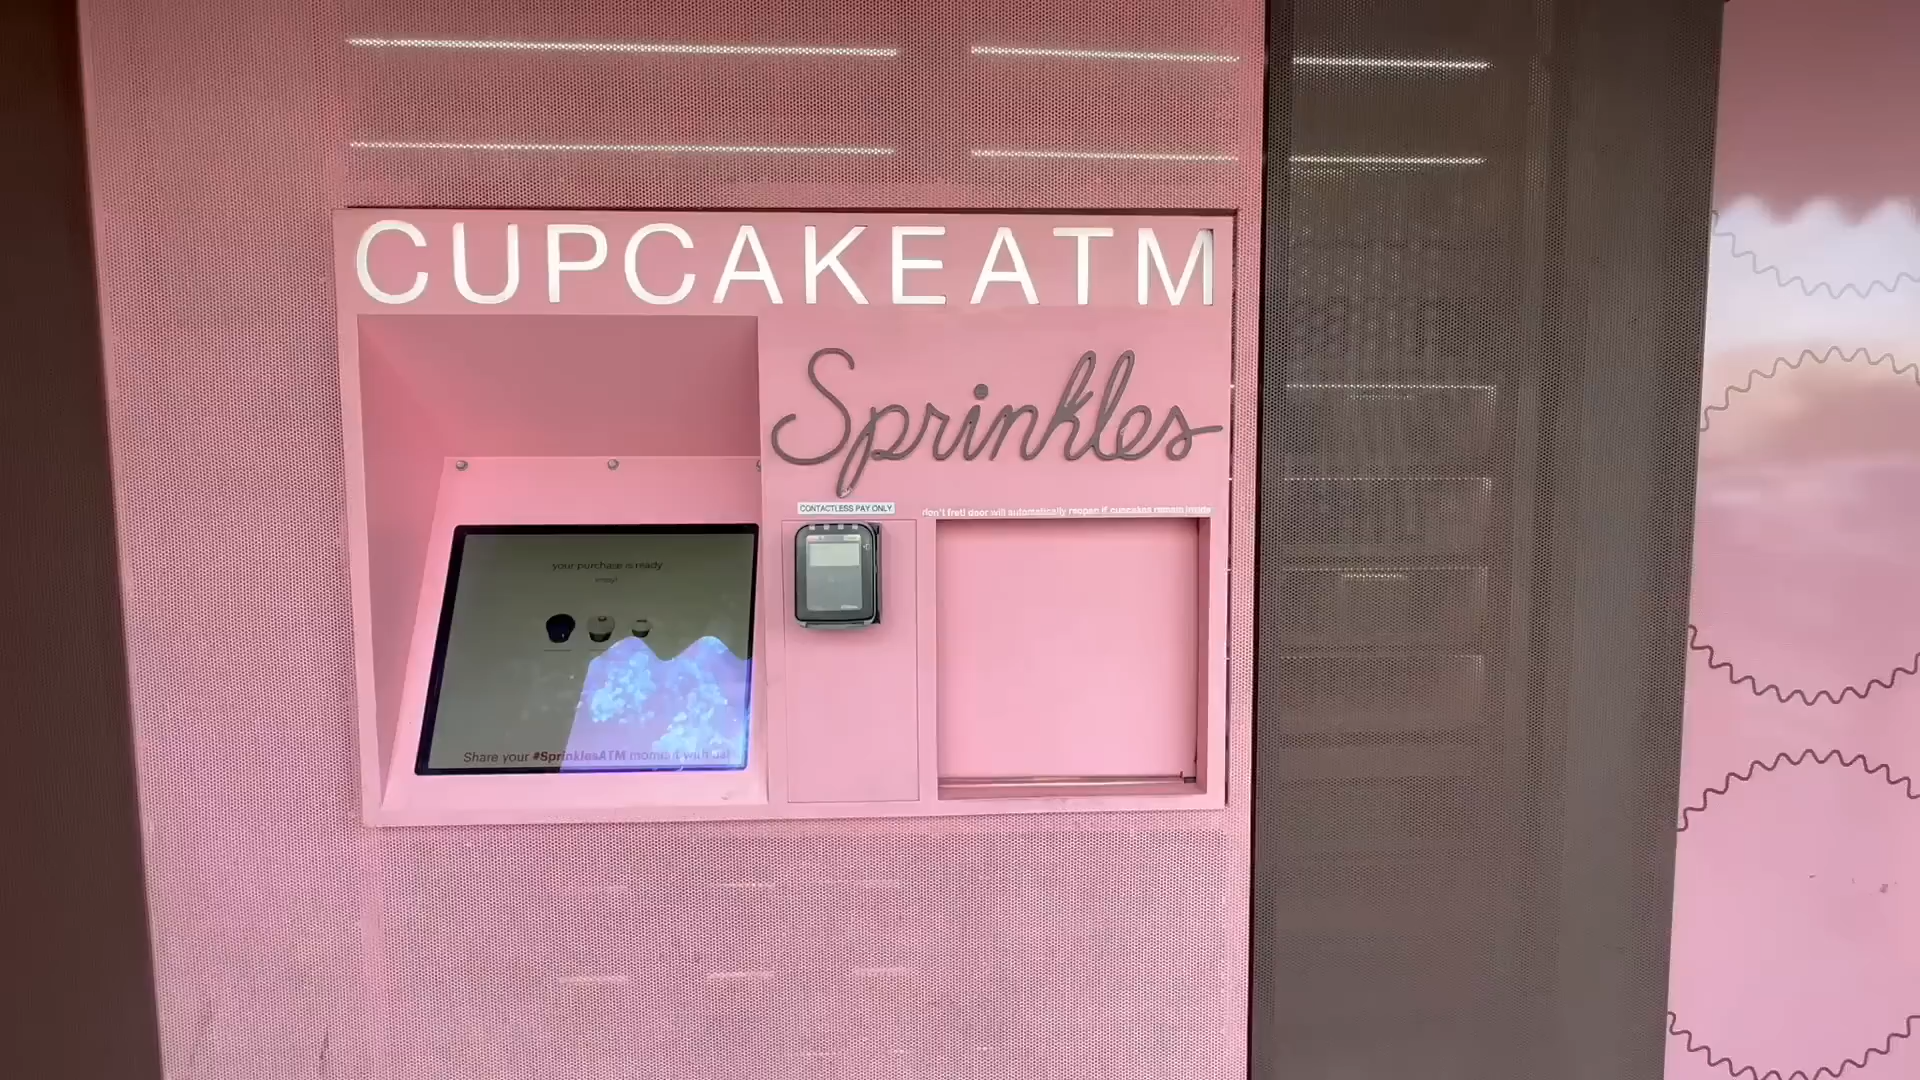 CUPCAKEATM
Sprinkles
CONTACTLESS PAY ONLY
don't fret! door will automatically reopen if cupcakes remain inside
your purchase is ready
enjoy!
Share your #SprinklesATM moment with us!